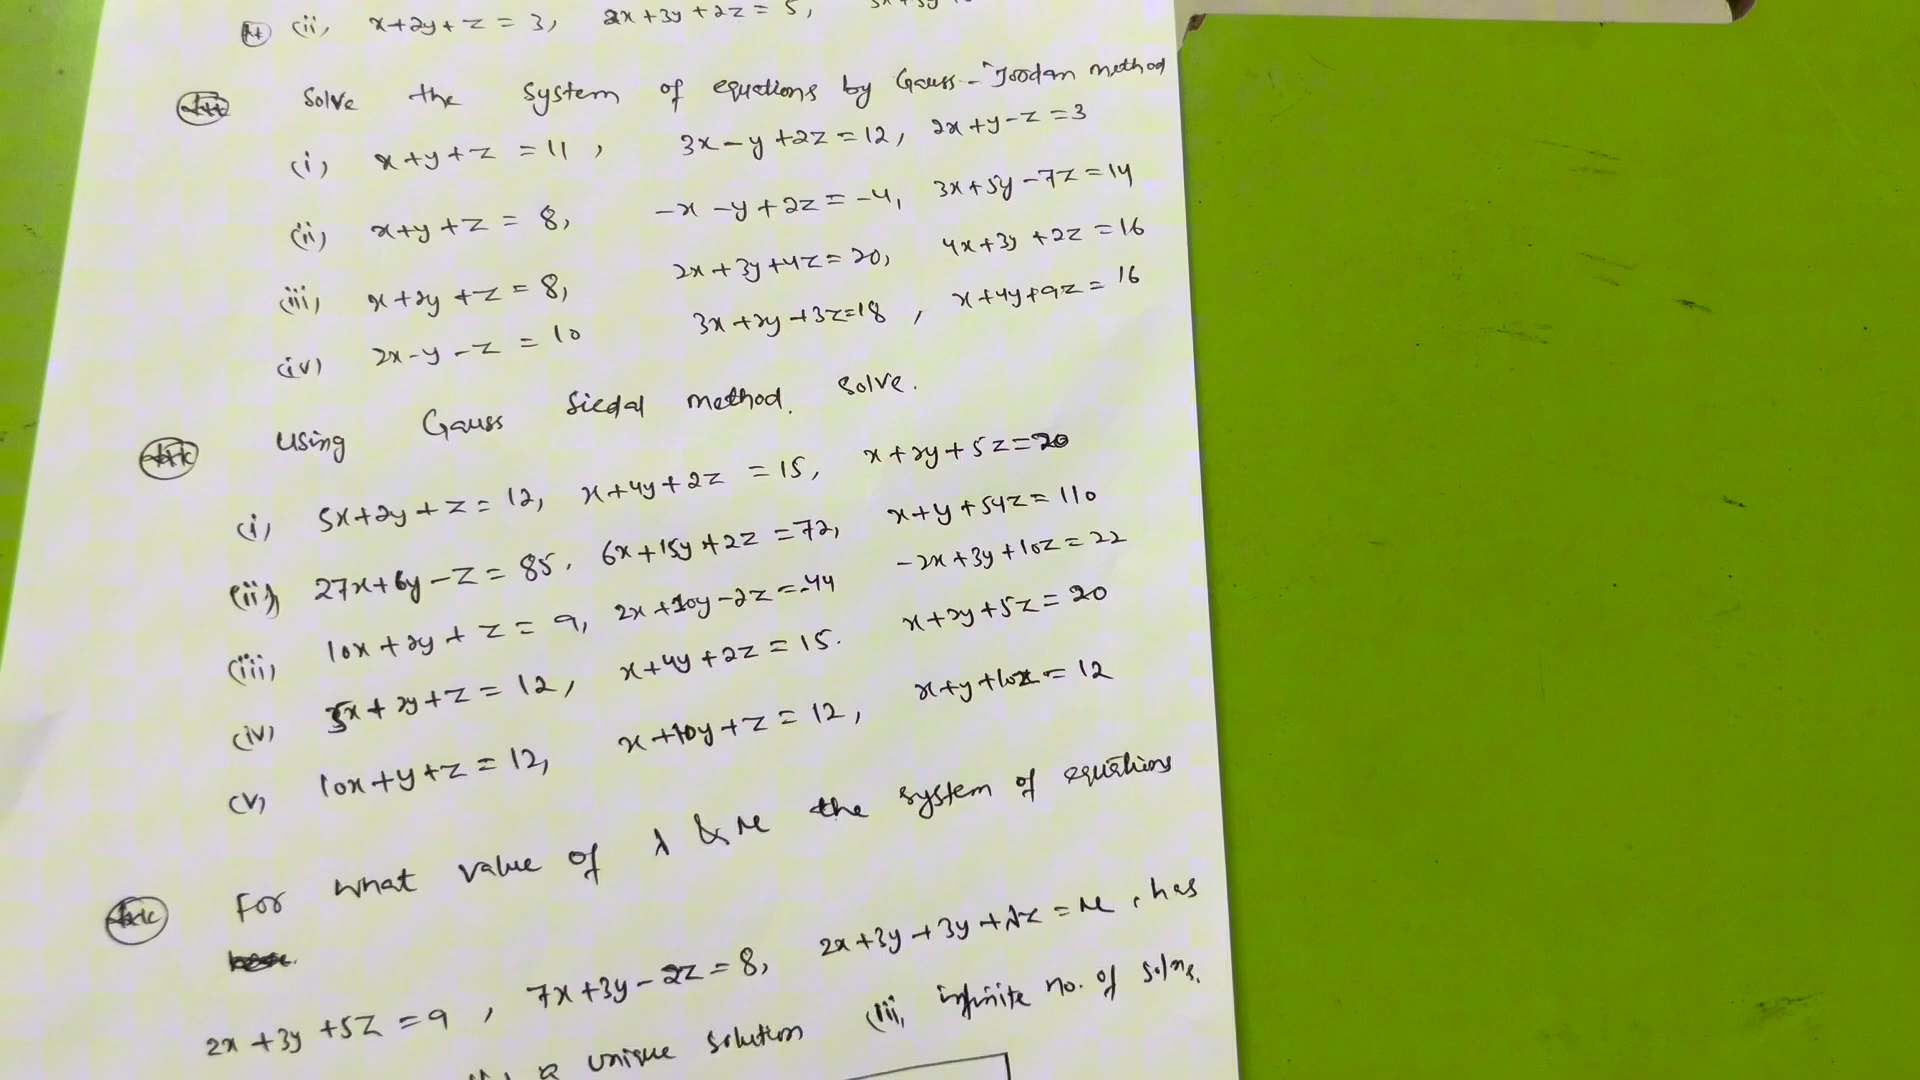 (ii) x+2y+z = 3, 2x+3y+2z = 5,
Solve the system of equations by Gauss-Joodan method
(i) x+y+z = 11, 3x-y+2z = 12, 2x+y-z = 3
(ii) x+y+z = 8, -x-y+2z = -4, 3x+5y-7z = 14
(iii) x+2y+z = 8, 2x+3y+4z = 20, 4x+3y+2z = 16
(iv) 2x-y-z = 10 3x+2y+3z=18, x+4y+9z = 16
Using Gauss Siedal method. Solve.
(i) 5x+2y+z = 12, x+4y+2z = 15, x+2y+5z=20
(ii) 27x+6y-z = 85, 6x+15y+2z = 72, x+y+54z = 110
(iii) 10x+2y+z = 9, 2x+20y-2z = -44 -2x+3y+10z = 22
(iv) 5x+2y+z = 12, x+4y+2z = 15. x+2y+5z = 20
(v) 10x+y+z = 12, x+10y+z = 12, x+y+10z = 12
For what value of λ & μ the system of equations
2x+3y+5z = 9, 7x+3y-2z = 8, 2x+3y+3y+λz = μ, has
a unique solution (iii) infinite no. of solns.